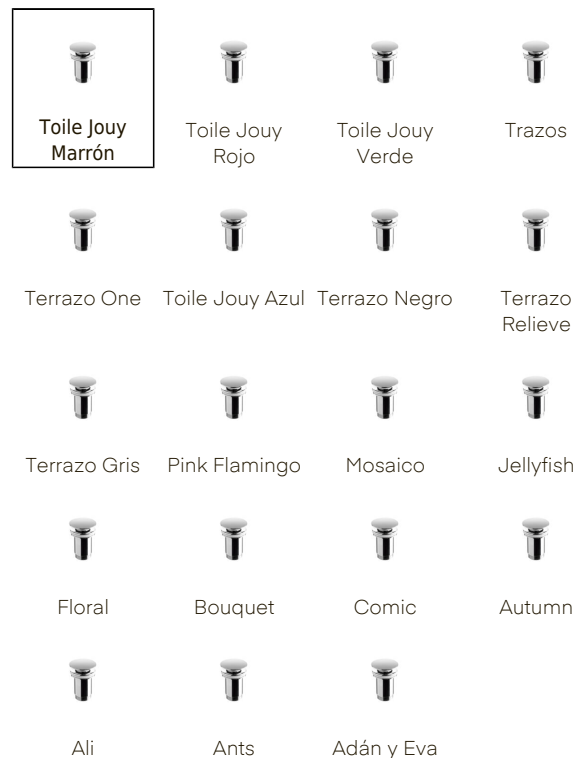 Toile Jouy
Marrón
Toile Jouy
Rojo
Toile Jouy
Verde
Trazos
Terrazo One
Toile Jouy Azul
Terrazo Negro
Terrazo
Relieve
Terrazo Gris
Pink Flamingo
Mosaico
Jellyfish
Floral
Bouquet
Comic
Autumn
Ali
Ants
Adán y Eva